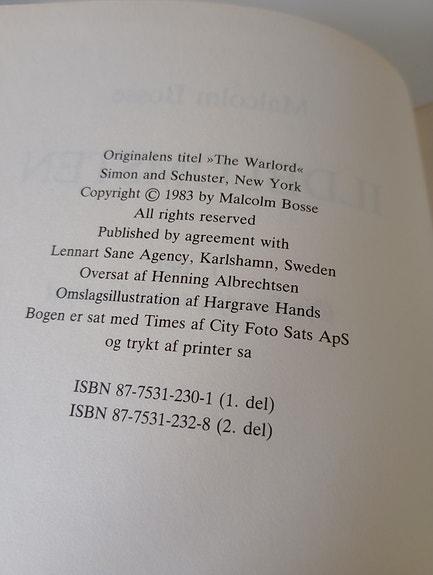 Originalens titel »The Warlord«
Simon and Schuster, New York
Copyright © 1983 by Malcolm Bosse
All rights reserved
Published by agreement with
Lennart Sane Agency, Karlshamn, Sweden
Oversat af Henning Albrechtsen
Omslagsillustration af Hargrave Hands
Bogen er sat med Times af City Foto Sats ApS
og trykt af printer sa
ISBN 87-7531-230-1 (1. del)
ISBN 87-7531-232-8 (2. del)